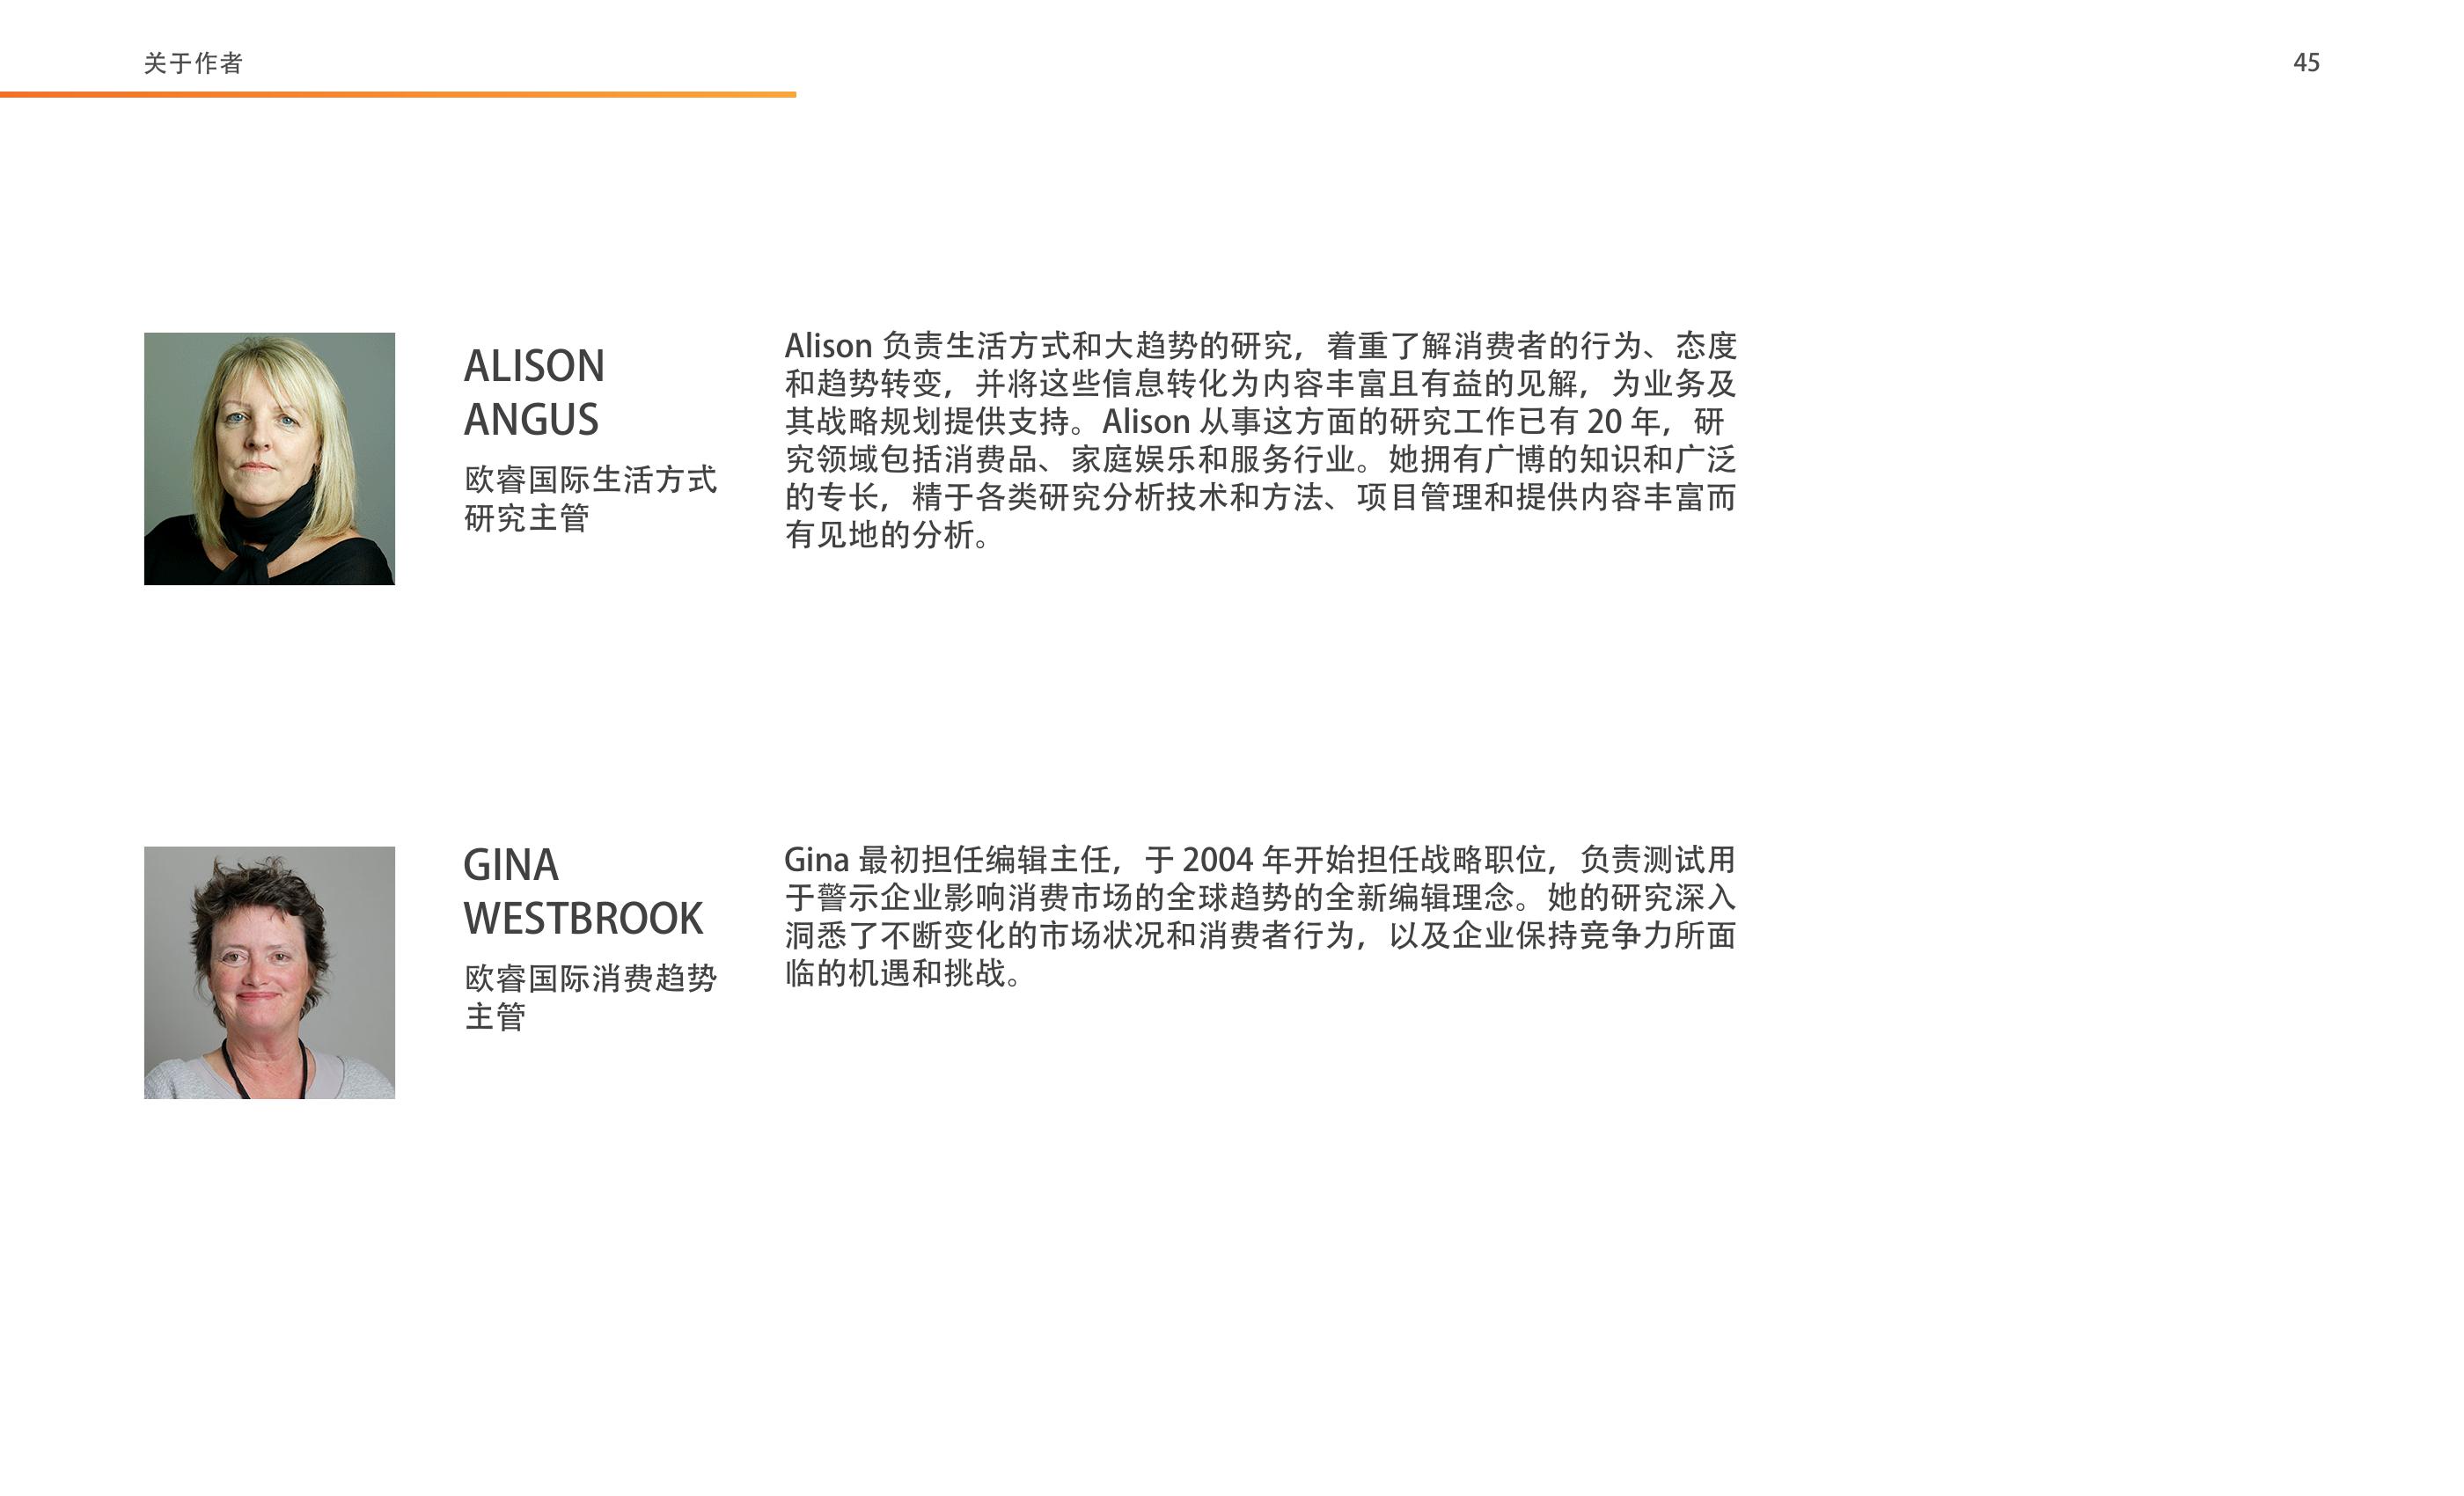 关于作者
45
ALISON
ANGUS
欧睿国际生活方式
研究主管
Alison 负责生活方式和大趋势的研究，着重了解消费者的行为、态度
和趋势转变，并将这些信息转化为内容丰富且有益的见解，为业务及
其战略规划提供支持。Alison 从事这方面的研究工作已有 20 年，研
究领域包括消费品、家庭娱乐和服务行业。她拥有广博的知识和广泛
的专长，精于各类研究分析技术和方法、项目管理和提供内容丰富而
有见地的分析。
GINA
WESTBROOK
欧睿国际消费趋势
主管
Gina 最初担任编辑主任，于 2004 年开始担任战略职位，负责测试用
于警示企业影响消费市场的全球趋势的全新编辑理念。她的研究深入
洞悉了不断变化的市场状况和消费者行为，以及企业保持竞争力所面
临的机遇和挑战。